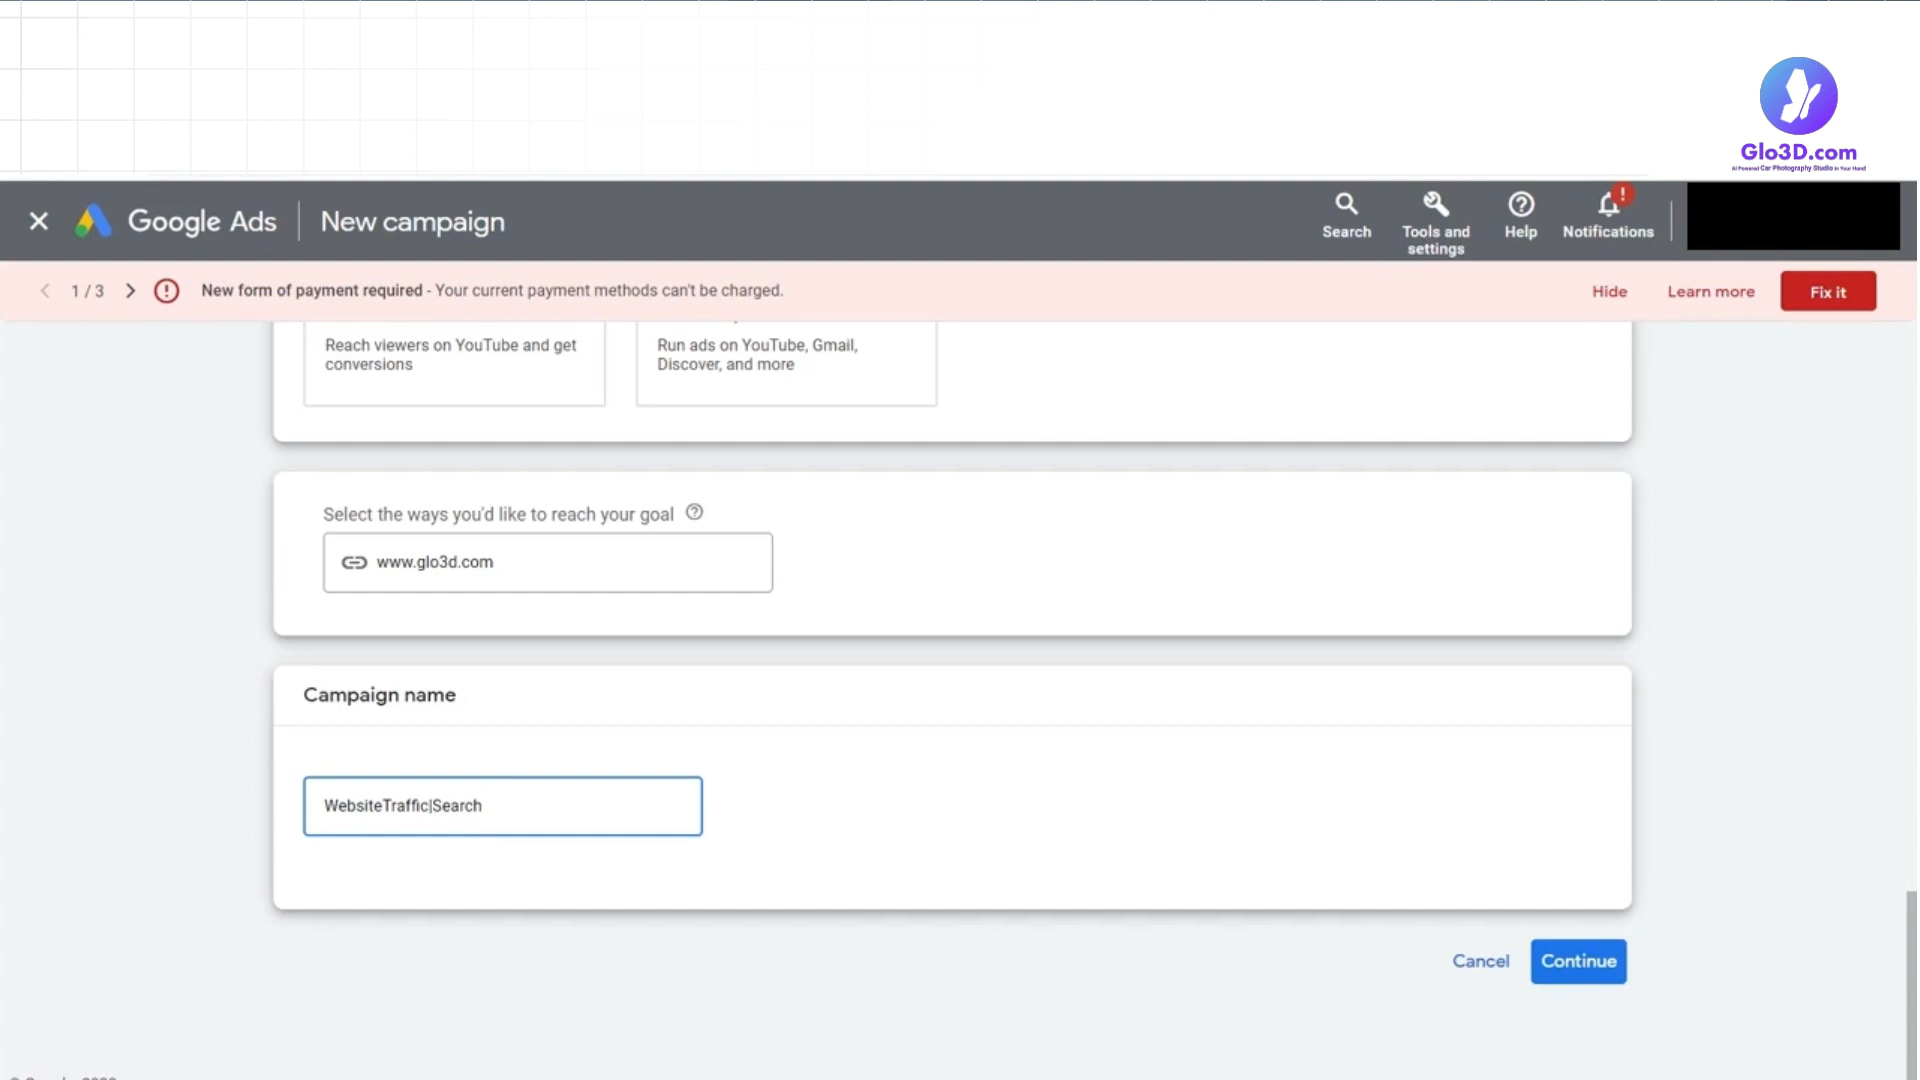 Glo3D.com
AI Powered Car Photography Studio in Your Hand!
Google Ads
New campaign
Search
Tools and
settings
Help
Notifications
1 / 3
New form of payment required - Your current payment methods can't be charged.
Hide
Learn more
Fix it
Reach viewers on YouTube and get
conversions
Run ads on YouTube, Gmail,
Discover, and more
Select the ways you'd like to reach your goal
www.glo3d.com
Campaign name
WebsiteTraffic|Search
Cancel
Continue